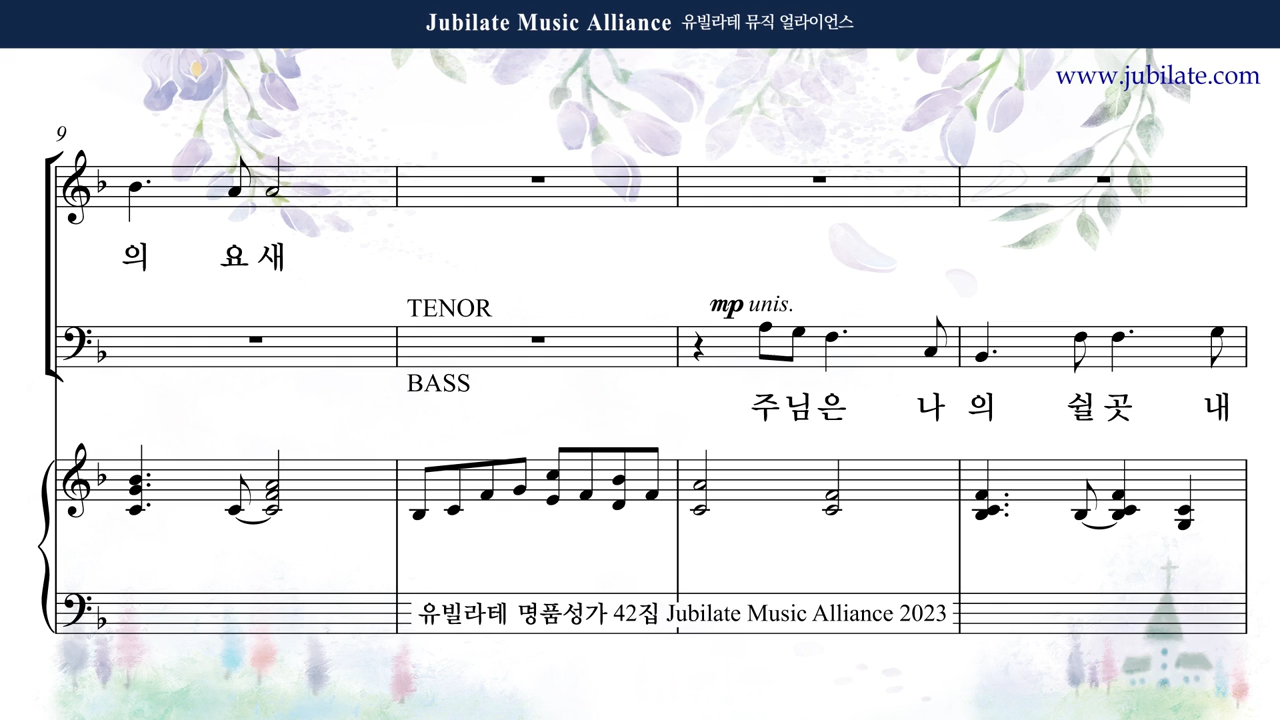 Jubilate Music Alliance 유빌라테 뮤직 얼라이언스
www.jubilate.com
9
의 요 새
TENOR
BASS
mp unis.
주 님 은 나 의 쉴 곳 내
유빌라테 명품성가 42집 Jubilate Music Alliance 2023